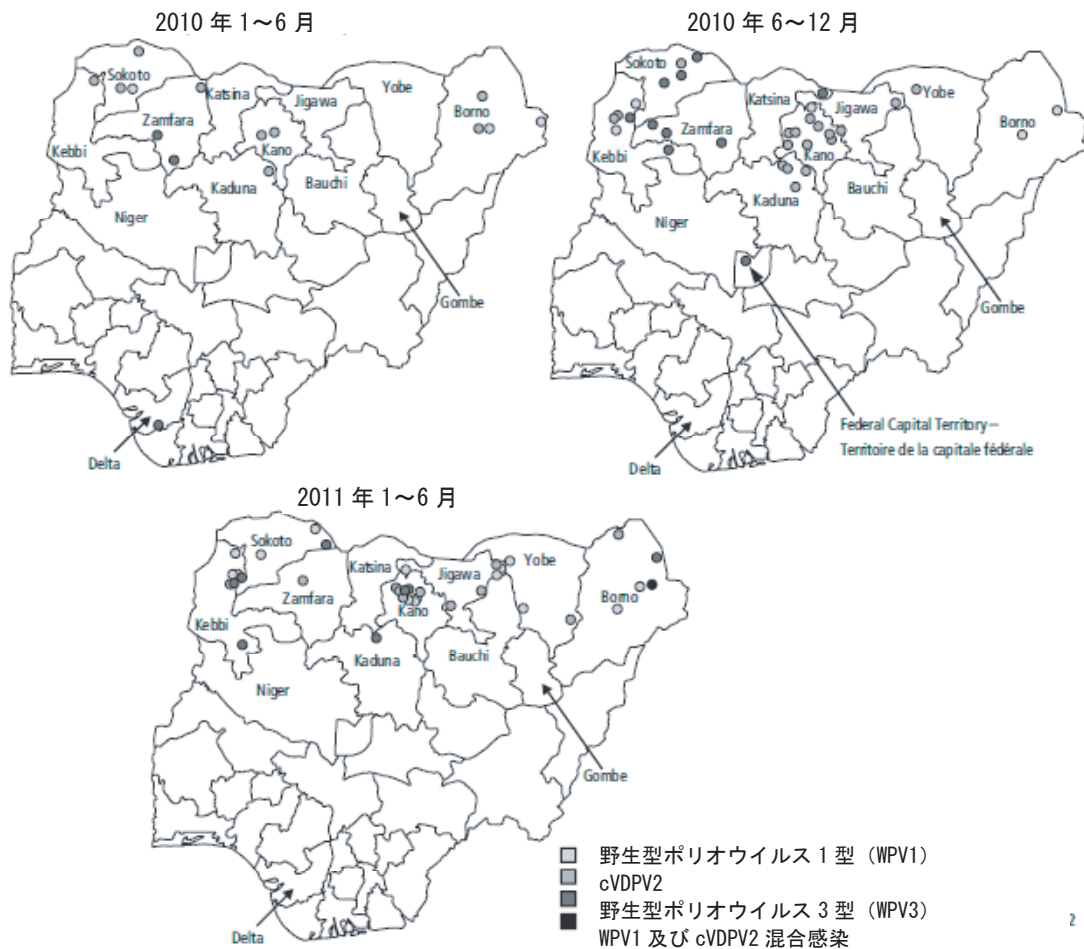 2010 年 1～6 月
2010 年 6～12 月
Sokoto
Katsina
Jigawa
Yobe
Borno
Zamfara
Kano
Kebbi
Kaduna
Bauchi
Niger
Gombe
Delta
Sokoto
Katsina
Jigawa
Yobe
Borno
Zamfara
Kano
Kebbi
Kaduna
Bauchi
Niger
Gombe
Federal Capital Territory–
Territoire de la capitale fédérale
Delta
2011 年 1～6 月
Sokoto
Katsina
Jigawa
Yobe
Borno
Zamfara
Kano
Kebbi
Kaduna
Bauchi
Niger
Gombe
Delta
野生型ポリオウイルス 1 型（WPV1）
cVDPV2
野生型ポリオウイルス 3 型（WPV3）
WPV1 及び cVDPV2 混合感染
2